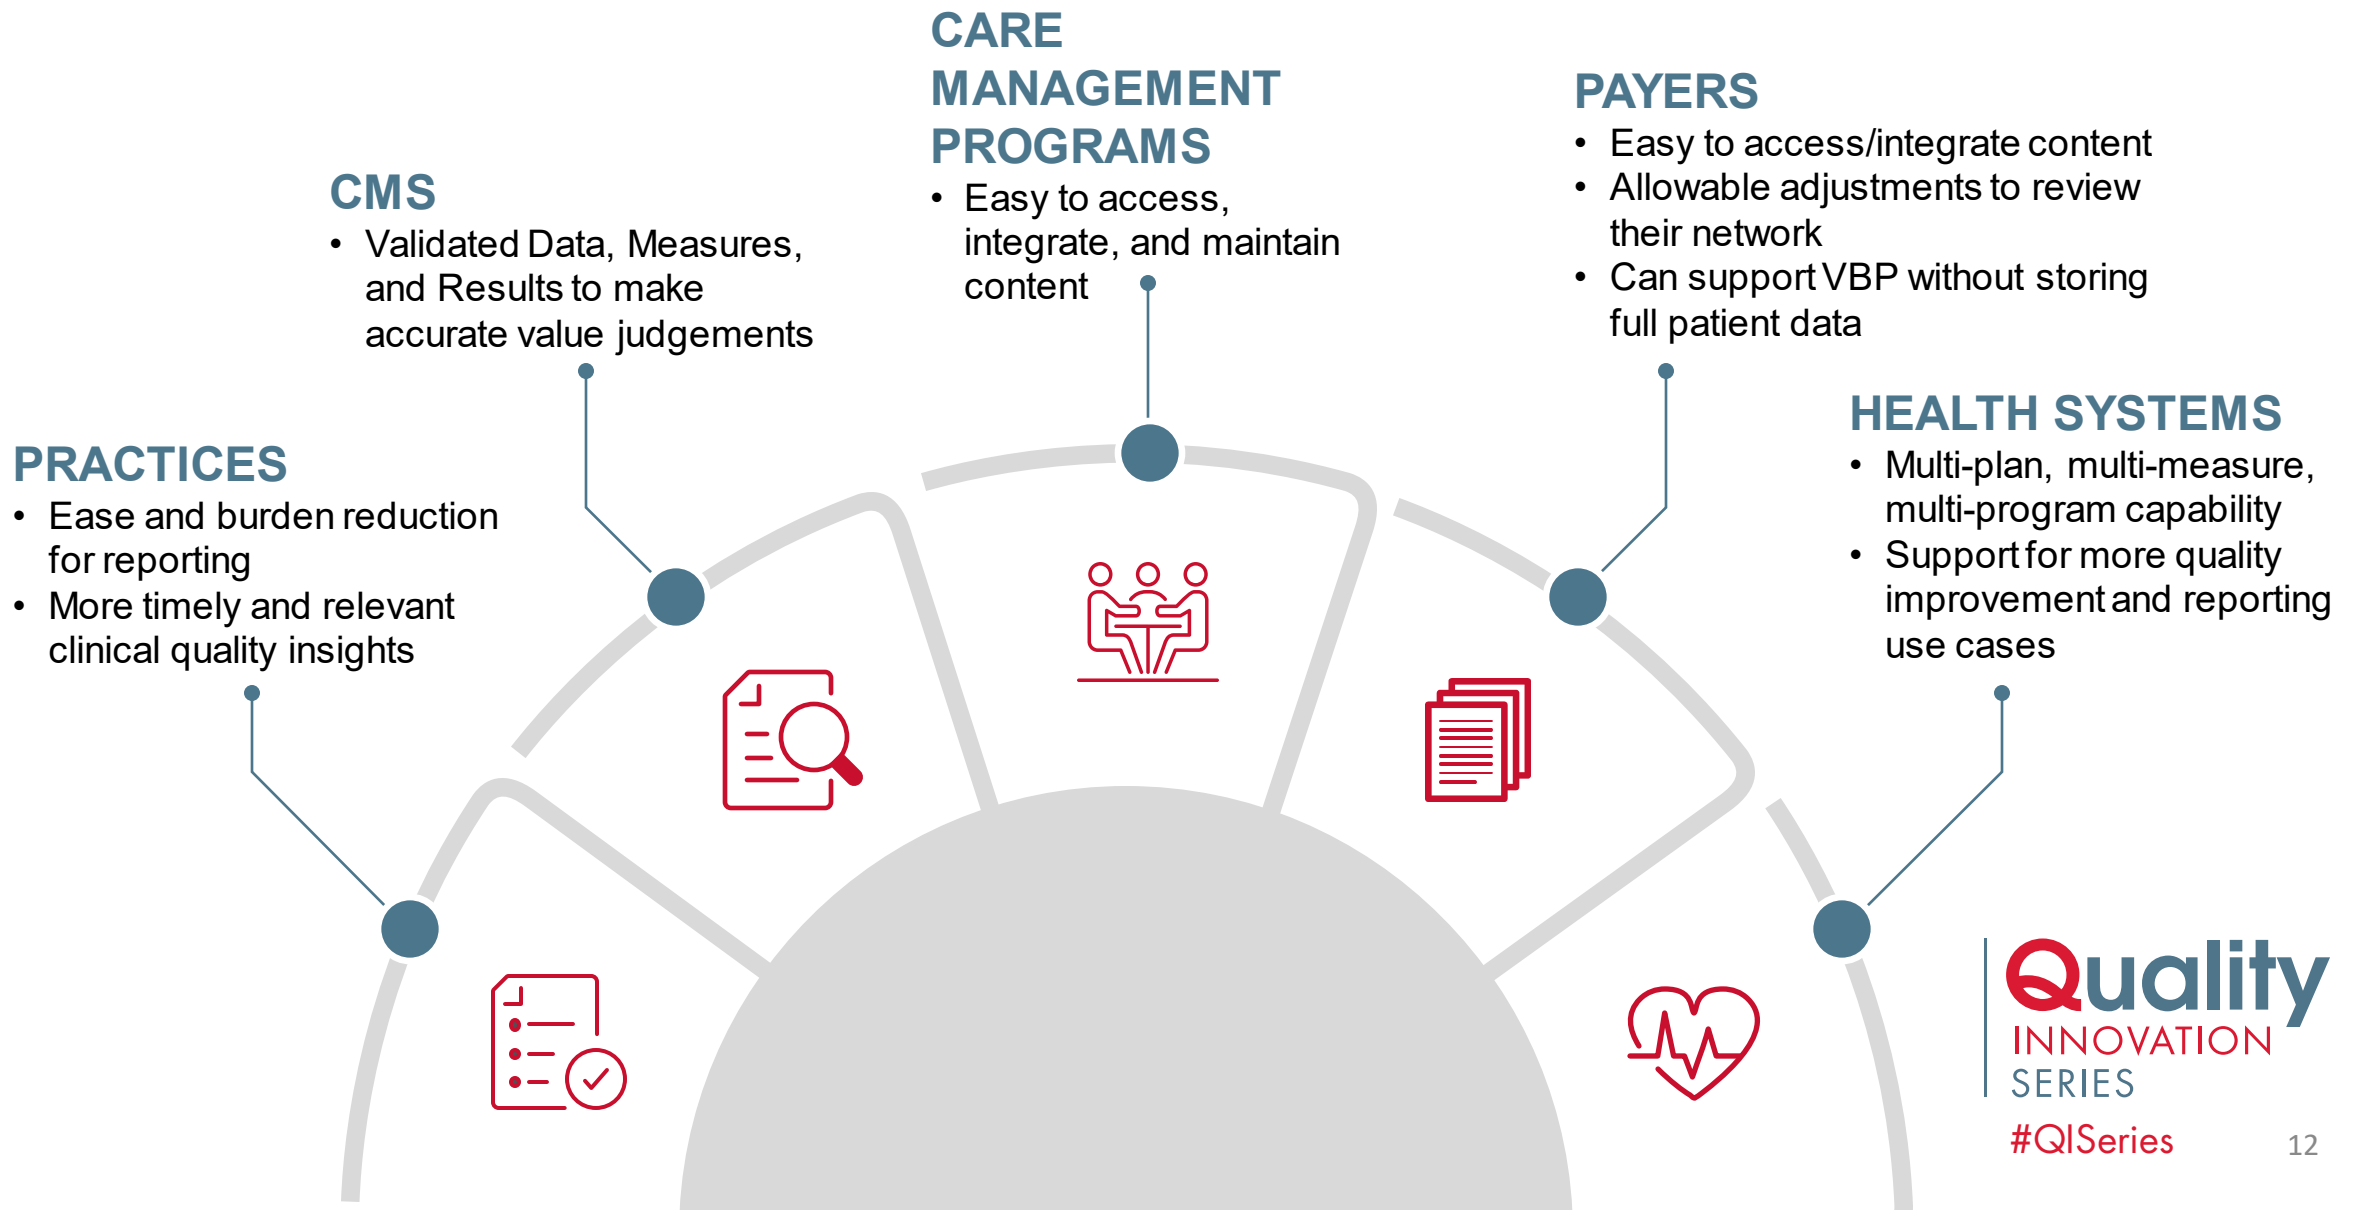 PRACTICES
• Ease and burden reduction
for reporting
• More timely and relevant
clinical quality insights
CMS
• Validated Data, Measures,
and Results to make
accurate value judgements
CARE
MANAGEMENT
PROGRAMS
• Easy to access,
integrate, and maintain
content
PAYERS
• Easy to access/integrate content
• Allowable adjustments to review
their network
• Can support VBP without storing
full patient data
HEALTH SYSTEMS
• Multi-plan, multi-measure,
multi-program capability
• Support for more quality
improvement and reporting
use cases
Quality
INNOVATION
SERIES
#QISeries
12